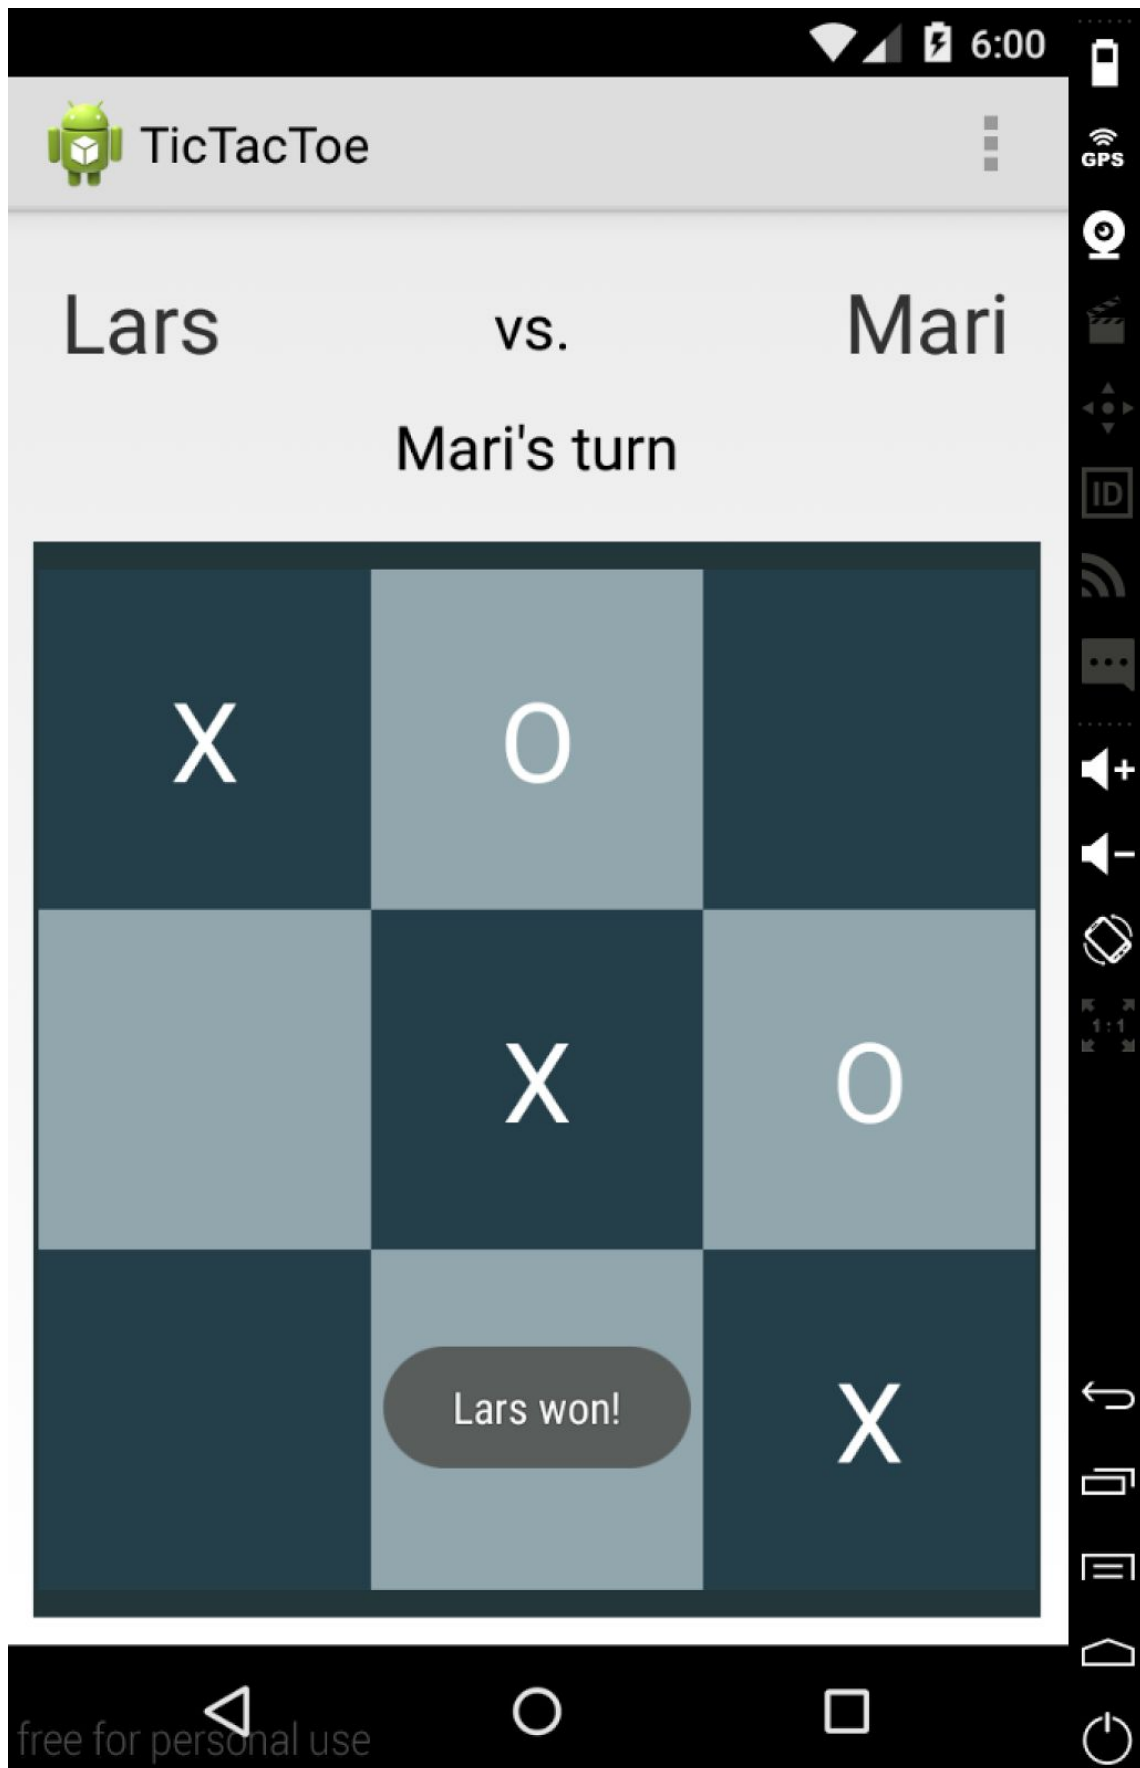 6:00
TicTacToe
GPS
Lars vs. Mari
Mari's turn
ID
X O
X O
1:1
Lars won!
X
free for personal use